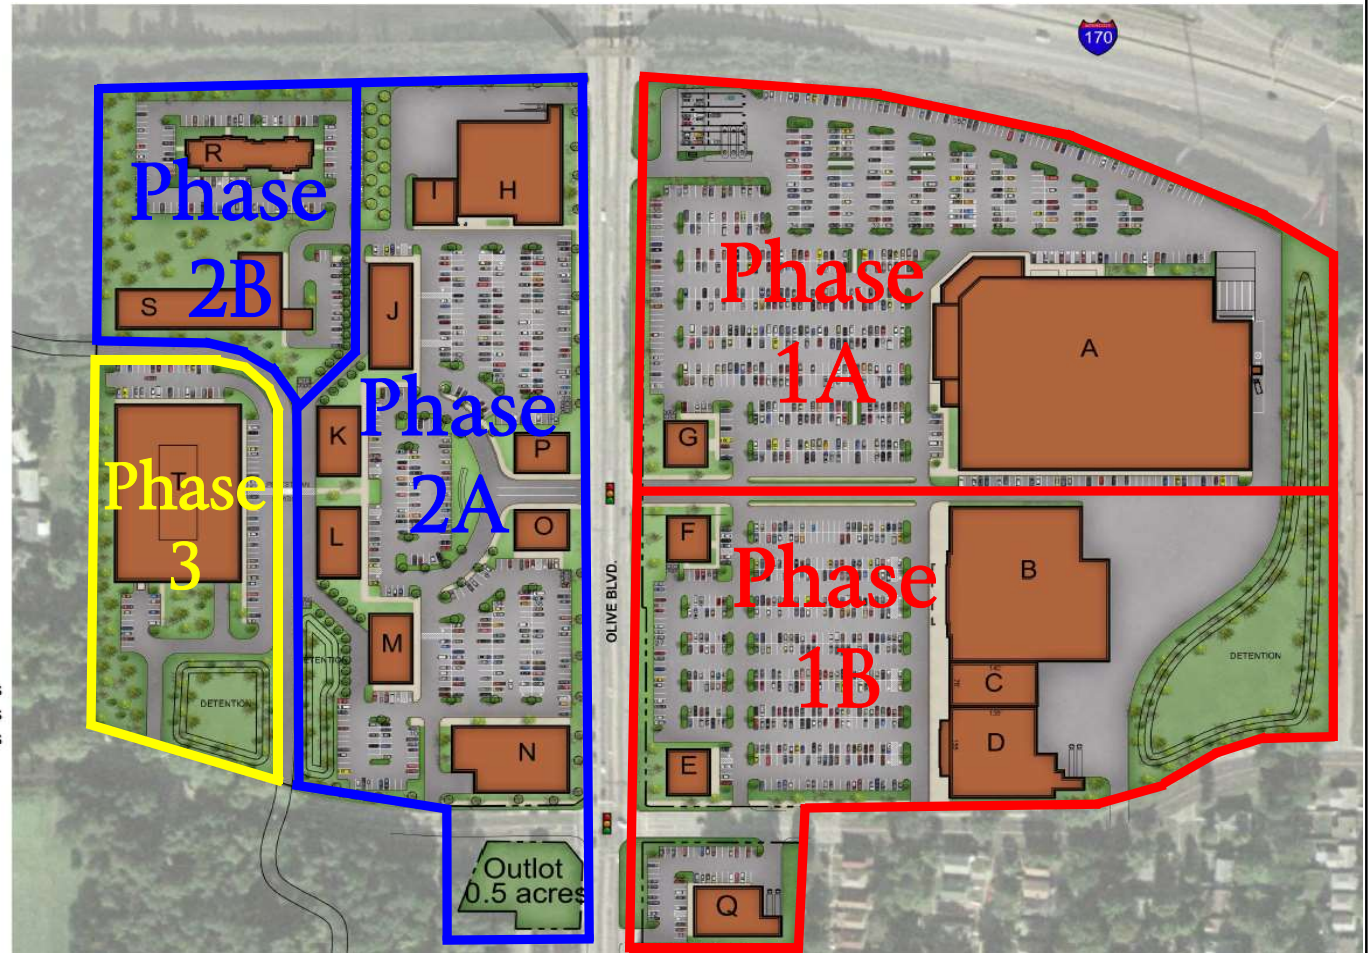 170
R
Phase
2B
S
I
H
J
Phase
1A
A
G
Phase
2A
K
P
L
O
M
N
Phase
3
T
DETENTION
DETENTION
OLIVE BLVD.
F
Phase
1B
B
C
D
E
DETENTION
Outlot
0.5 acres
Q